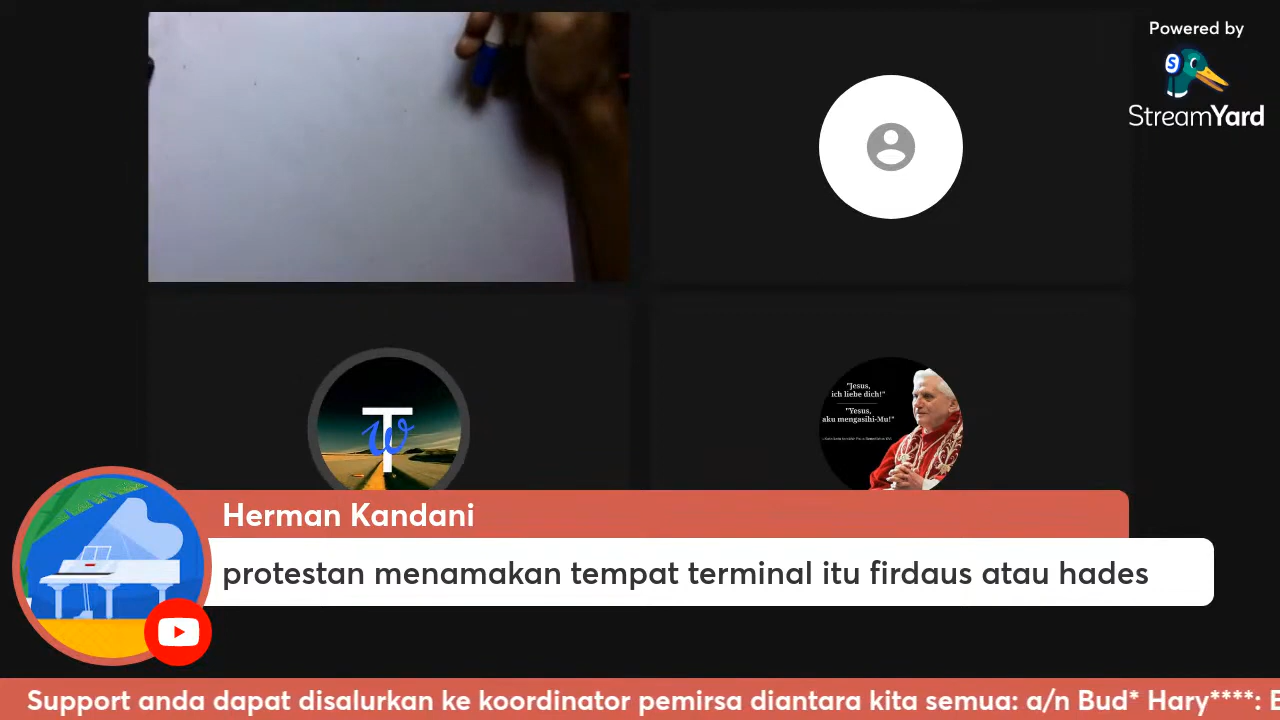 Powered by
S
StreamYard
Tw
"Jesus,
ich liebe dich!"
"Yesus,
aku mengasihi-Mu!"
Herman Kandani
protestan menamakan tempat terminal itu firdaus atau hades
Support anda dapat disalurkan ke koordinator pemirsa diantara kita semua: a/n Bud* Hary****: B